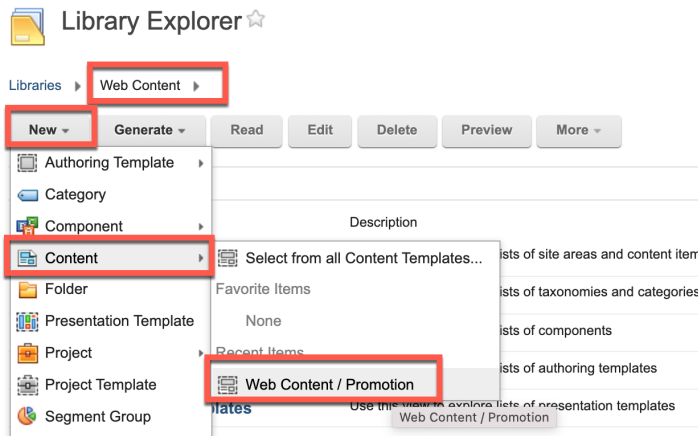 Library Explorer
Libraries Web Content
New Generate Read Edit Delete Preview More
Authoring Template
Category
Component
Description
Content
Select from all Content Templates...
ists of site areas and content item
Folder
Favorite Items
ists of taxonomies and categories
Presentation Template
None
ists of components
Project
Recent Items
ists of authoring templates
Project Template
Web Content / Promotion
plates
Use this view to explore lists of presentation templates
Segment Group
Web Content / Promotion